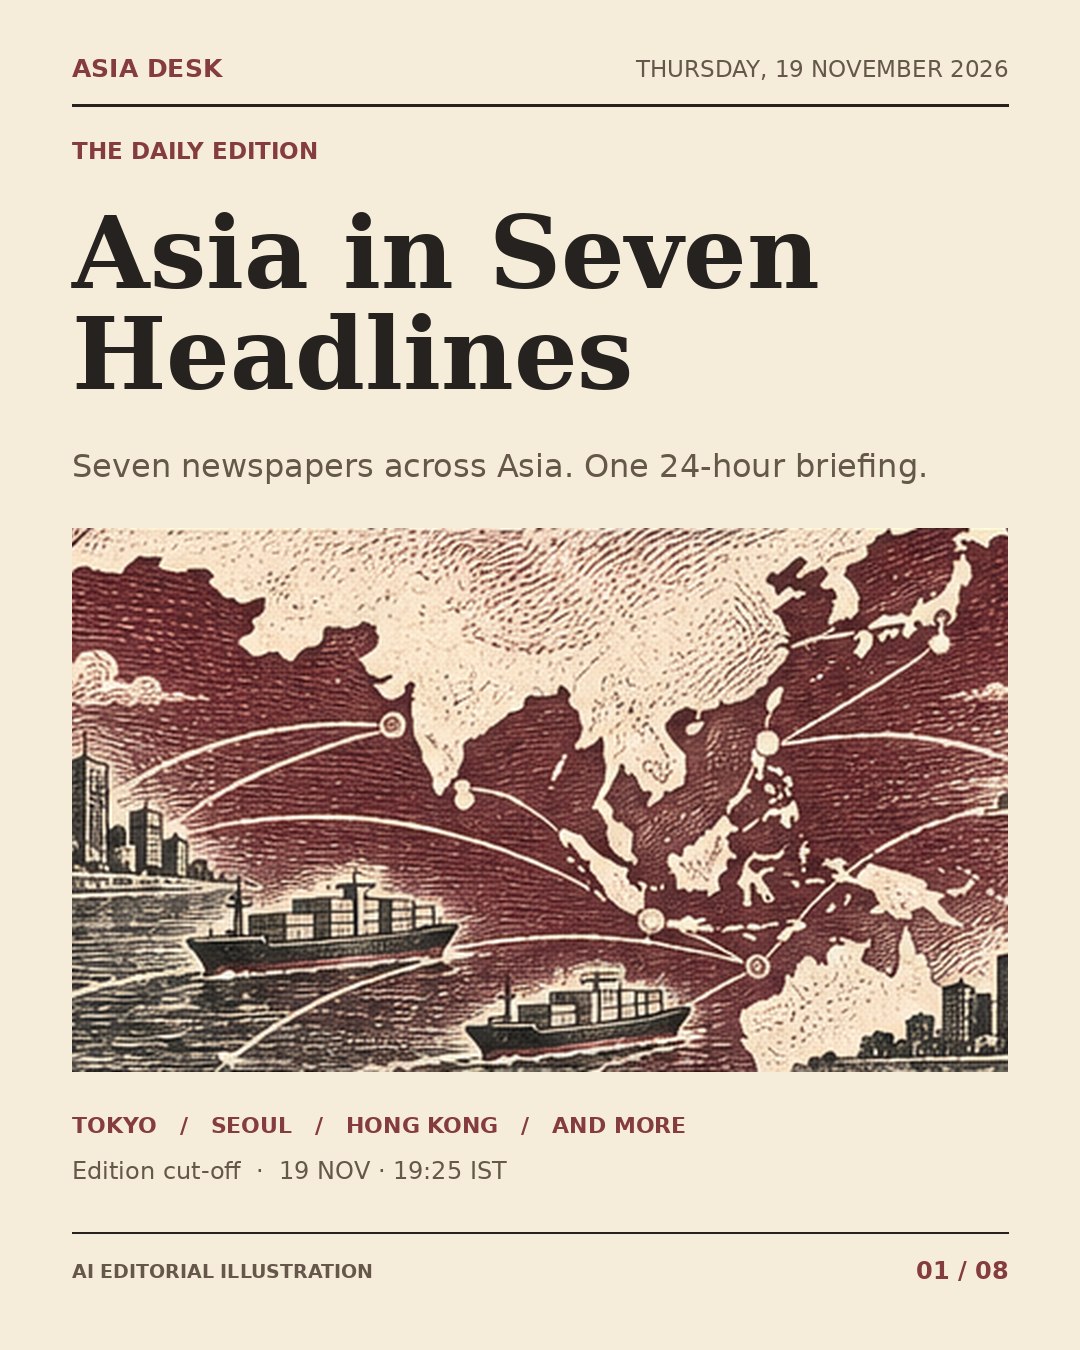 ASIA DESK
THURSDAY, 19 NOVEMBER 2026
THE DAILY EDITION
Asia in Seven
Headlines
Seven newspapers across Asia. One 24-hour briefing.
TOKYO / SEOUL / HONG KONG / AND MORE
Edition cut-off · 19 NOV · 19:25 IST
AI EDITORIAL ILLUSTRATION
01 / 08